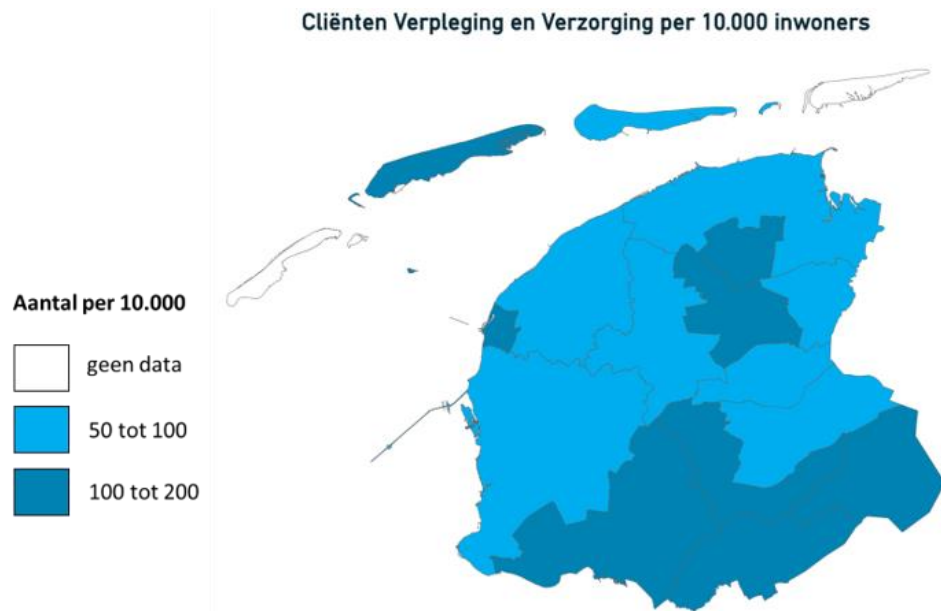 Cliënten Verpleging en Verzorging per 10.000 inwoners
Aantal per 10.000
geen data
50 tot 100
100 tot 200